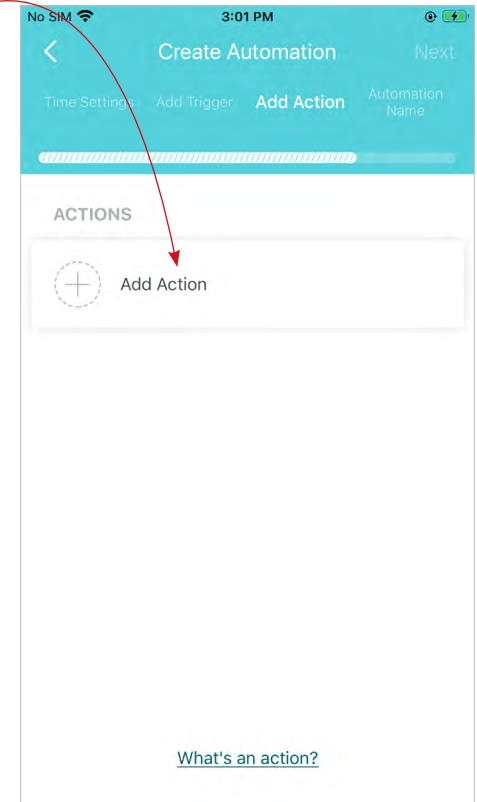 No SIM 3:01 PM
Create Automation Next
Time Settings Add Trigger Add Action Automation Name
ACTIONS
Add Action
What's an action?